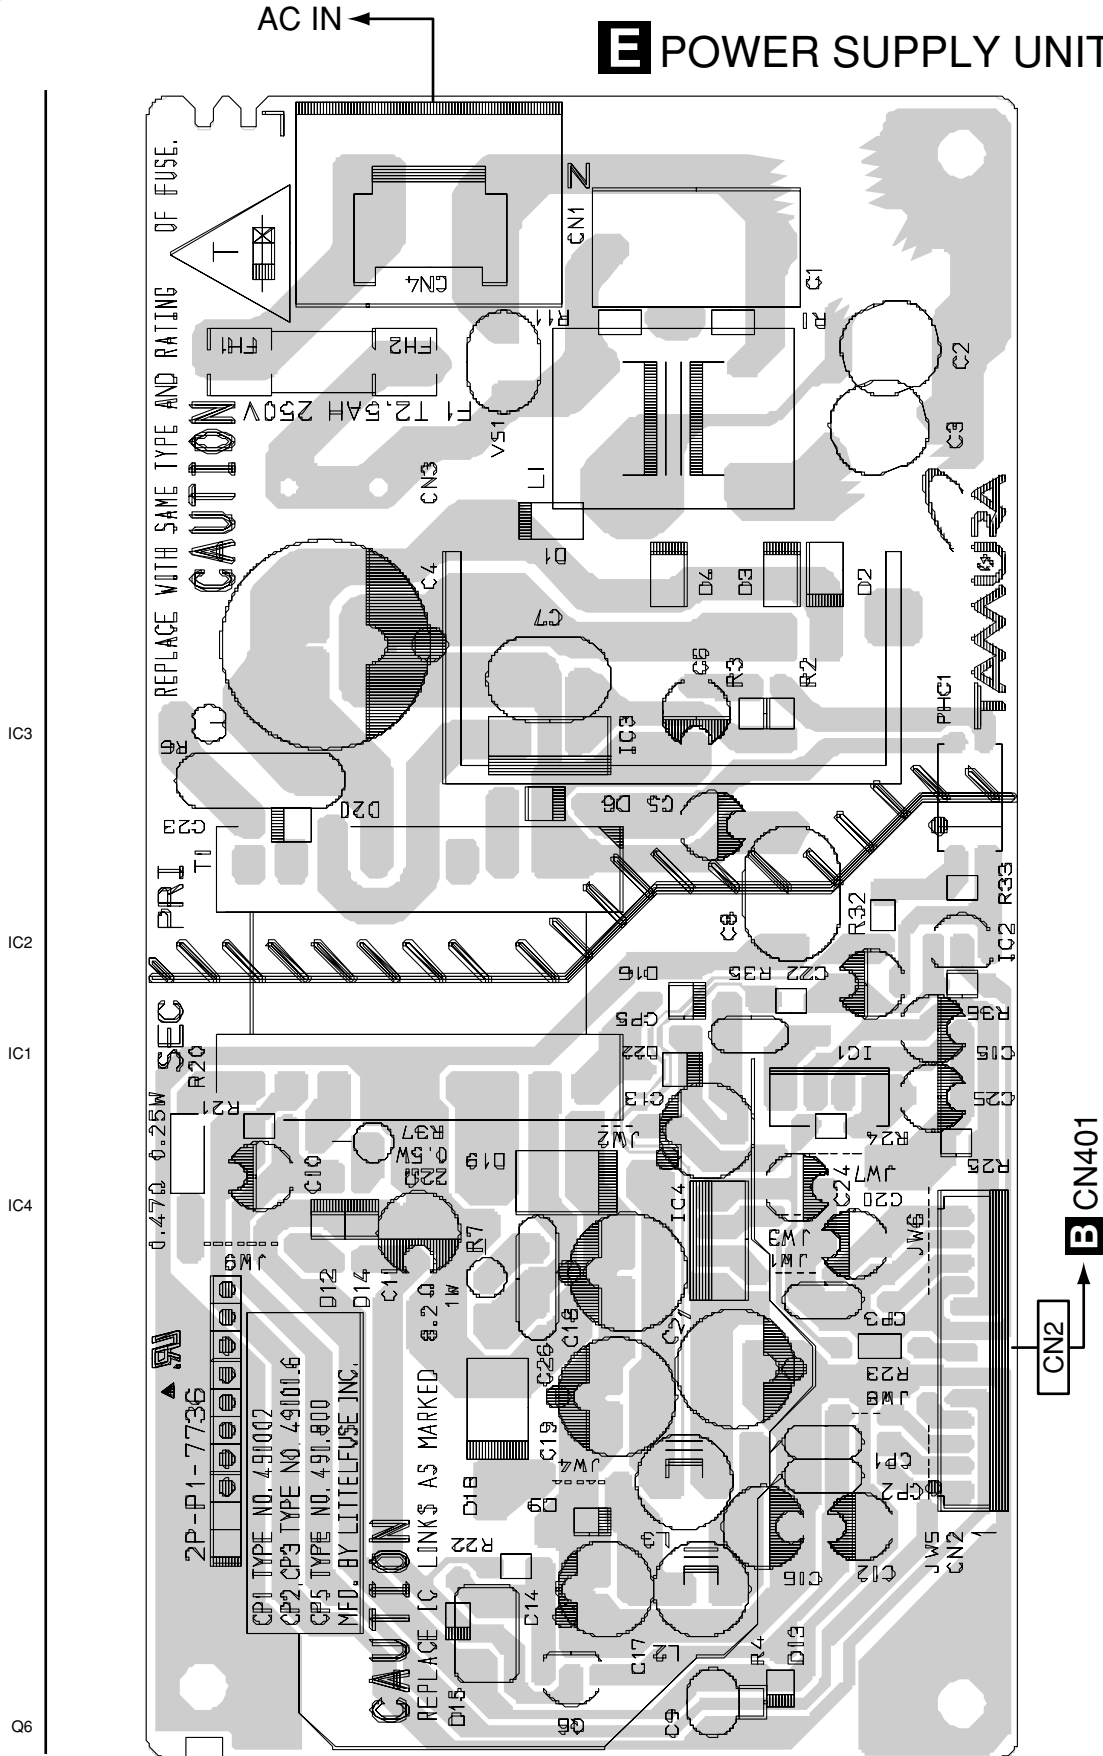 AC IN
E POWER SUPPLY UNIT
REPLACE WITH SAME TYPE AND RATING OF FUSE.
CAUTION
T
CN4
CN1
N
L
C1
FH1
FH2
F1 T2.5AH 250V
VS1
R11
R1
C2
C3
CN3
L1
D1
D4
D3
D2
TAMURA
C4
C7
C6
R3
R2
PHC1
IC3
IC3
R6
C23
D20
D6
C5
T1
PRI
SEC
C8
R32
R33
IC2
IC2
D16
R35
C22
CP5
R36
IC1
R20
D22
IC1
C15
R21
C13
C25
0.47Ω 0.25W
R37
0.5W
220
JW2
R24
R25
C10
D19
JW7
C24
C20
IC4
IC4
JW3
JW1
JW6
B CN401
JW9
D12
D14
C11
8.2Ω
1W
R7
C18
C21
CP3
CN2
2P-P1-7736
C26
R23
JW8
CP1 TYPE NO. 491002
CP2,CP3 TYPE NO. 49101.6
CP5 TYPE NO. 491.800
MFD. BY LITTELFUSE INC.
CAUTION
REPLACE IC LINKS AS MARKED
C19
JW4
D18
D9
CP1
CP2
R22
L3
JW5
CN2
1
C16
C12
C14
C17
L2
R4
D13
D15
Q6
Q6
C9